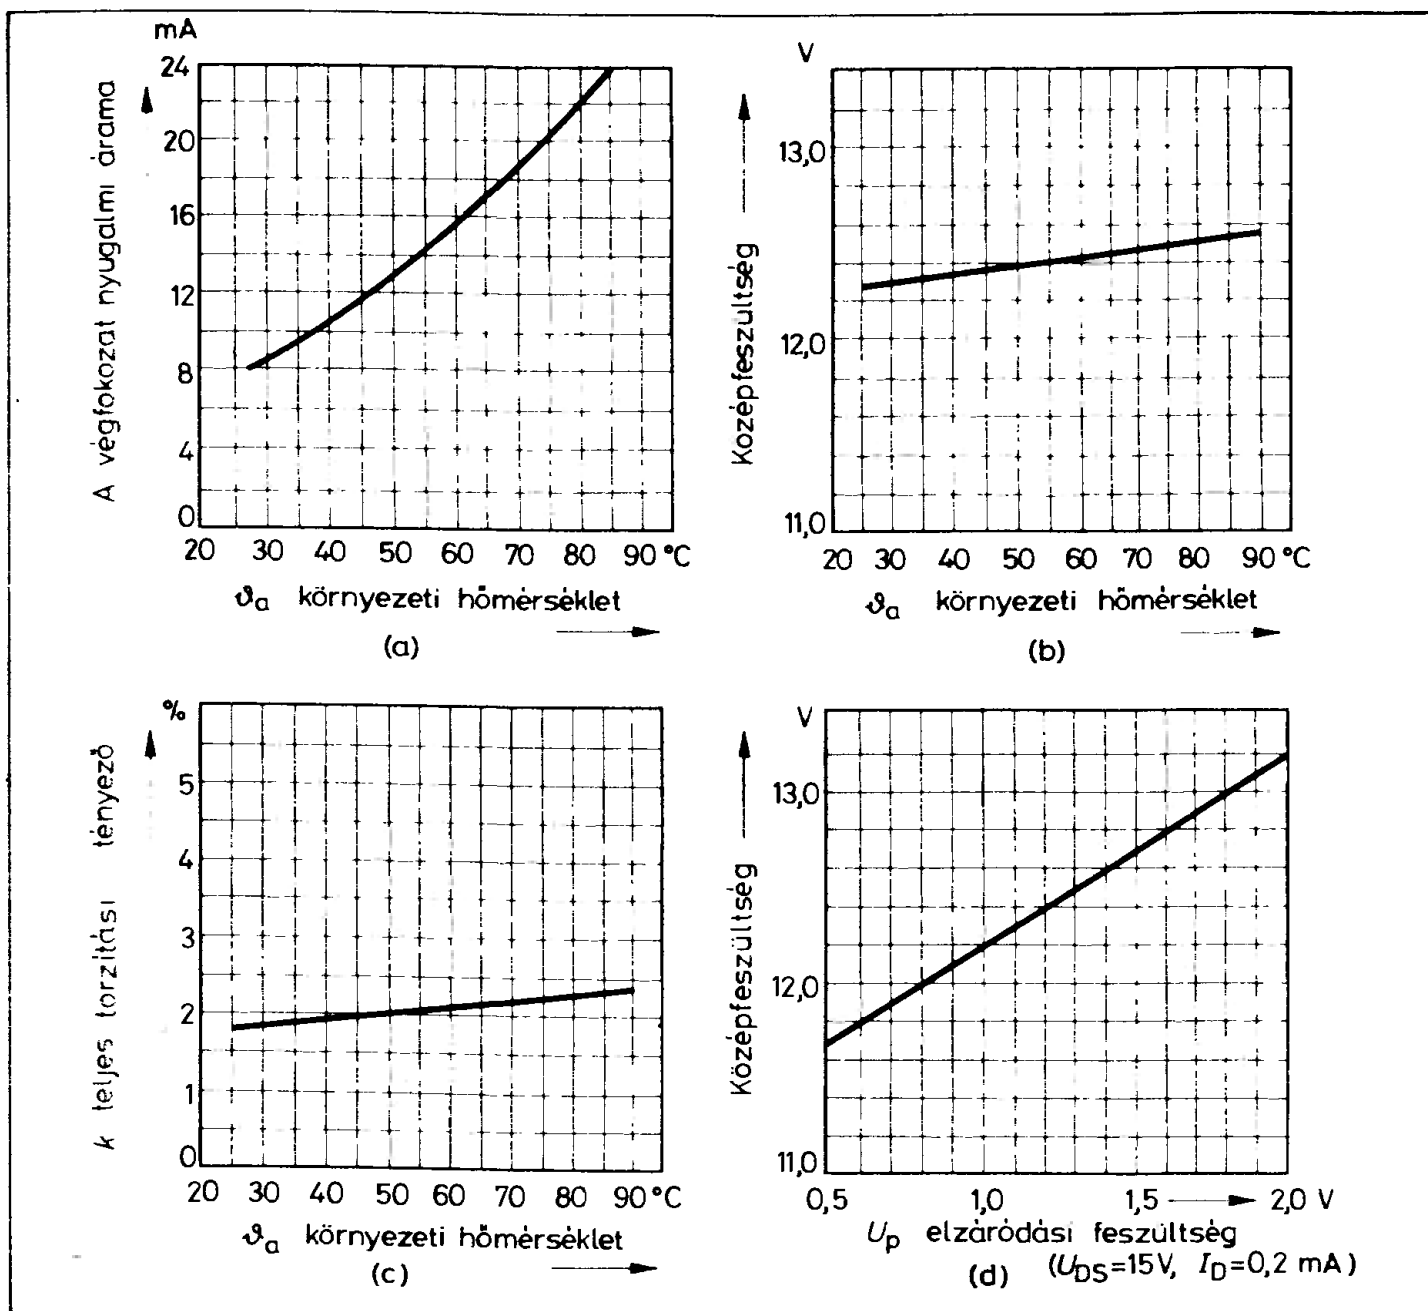 mA
24
20
16
12
8
4
0
20 30 40 50 60 70 80 90 °C
A végfokozat nyugalmi árama
ϑa környezeti hőmérséklet
(a)
V
13,0
12,0
11,0
20 30 40 50 60 70 80 90 °C
Középfeszültség
ϑa környezeti hőmérséklet
(b)
%
5
4
3
2
1
0
20 30 40 50 60 70 80 90 °C
k teljes torzítási tényező
ϑa környezeti hőmérséklet
(c)
V
13,0
12,0
11,0
0,5 1,0 1,5 2,0 V
Középfeszültség
Up elzáródási feszültség
(UDS=15V, ID=0,2 mA)
(d)